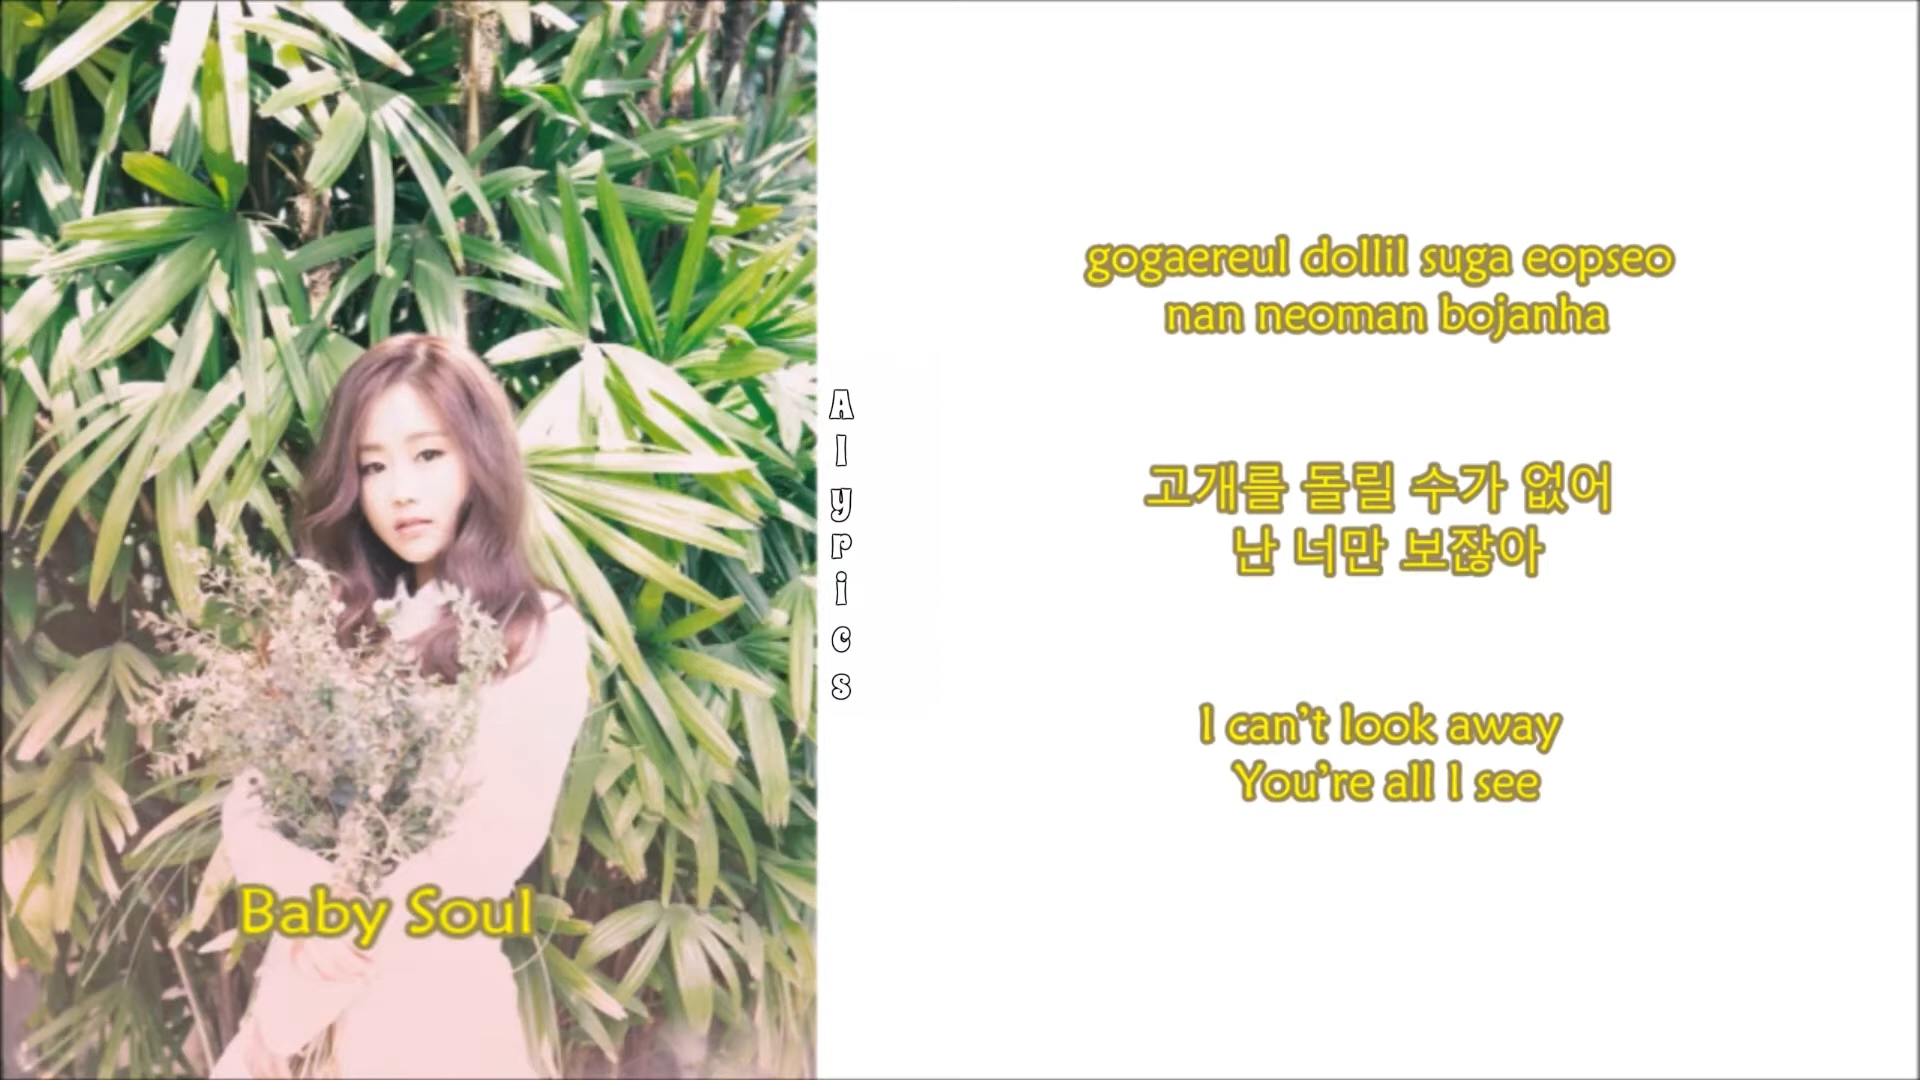 Baby Soul
Alypics
gogaereul dollil suga eopseo
nan neoman bojanha
고개를 돌릴 수가 없어
난 너만 보잖아
I can't look away
You're all I see